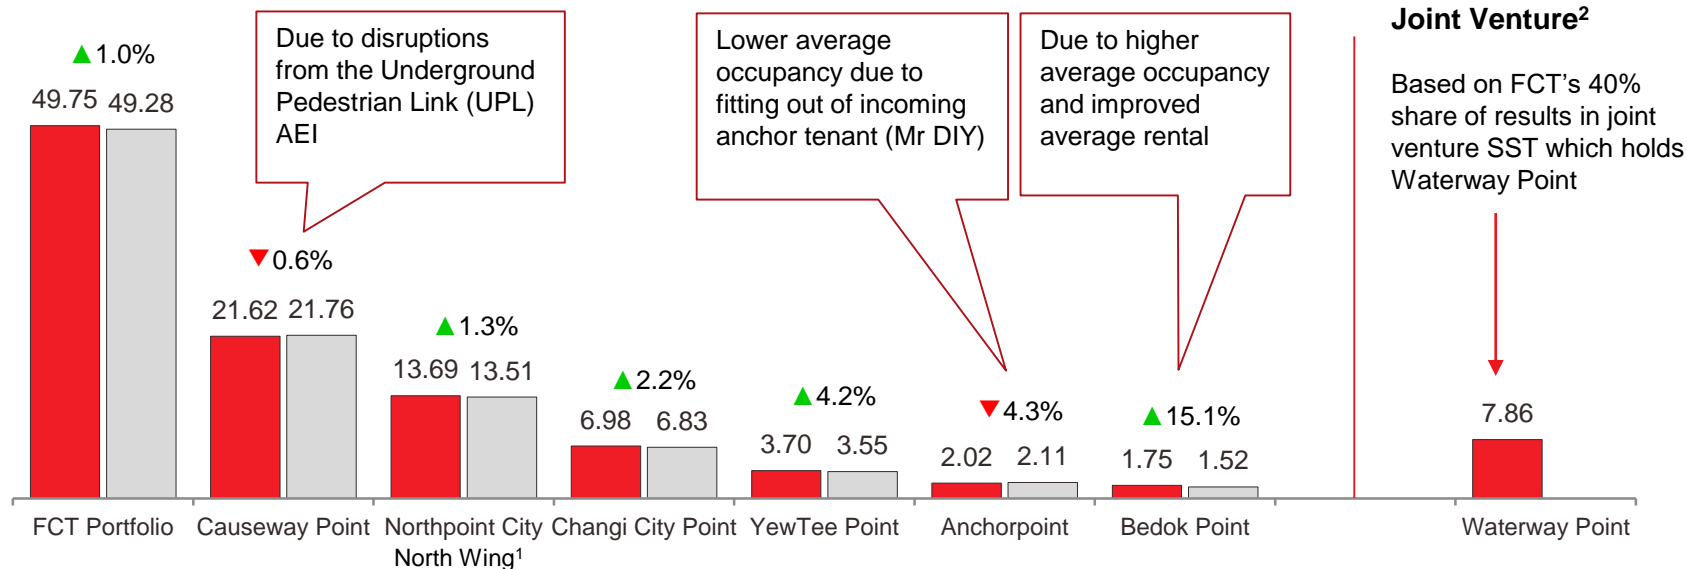 Due to disruptions
from the Underground
Pedestrian Link (UPL)
AEI
Lower average
occupancy due to
fitting out of incoming
anchor tenant (Mr DIY)
Due to higher
average occupancy
and improved
average rental
Joint Venture²
Based on FCT’s 40%
share of results in joint
venture SST which holds
Waterway Point
▲1.0%
49.75 49.28
▼0.6%
21.62 21.76
▲1.3%
13.69 13.51
▲2.2%
6.98 6.83
▲4.2%
3.70 3.55
▼4.3%
2.02 2.11
▲15.1%
1.75 1.52
7.86
FCT Portfolio
Causeway Point
Northpoint City
North Wing¹
Changi City Point
YewTee Point
Anchorpoint
Bedok Point
Waterway Point